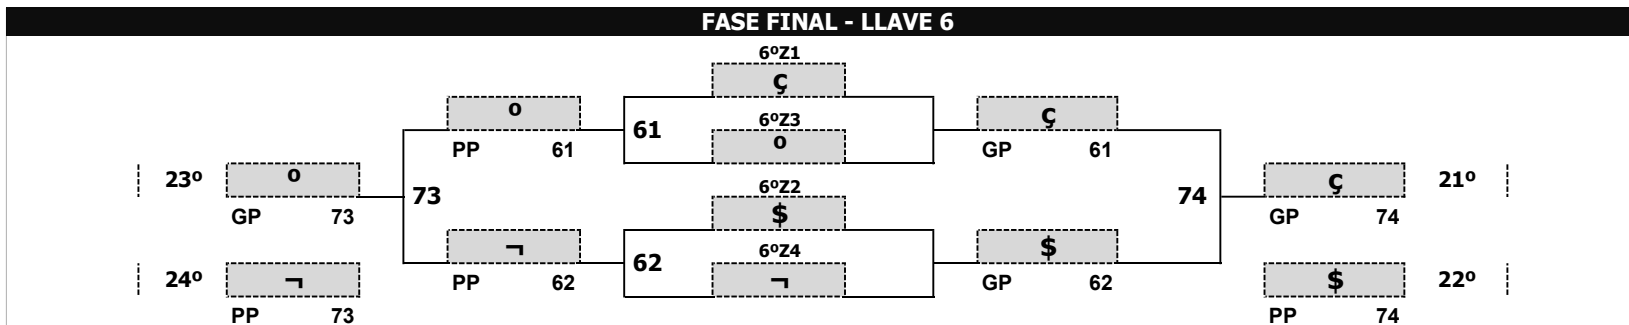 FASE FINAL - LLAVE 6
6ºZ1
ç
º 61 6ºZ3 ç
PP 61 º GP 61
23º º 73 6ºZ2 74 ç 21º
GP 73 $ GP 74
¬ 62 6ºZ4 $
24º ¬ PP 62 ¬ GP 62 $ 22º
PP 73 PP 74